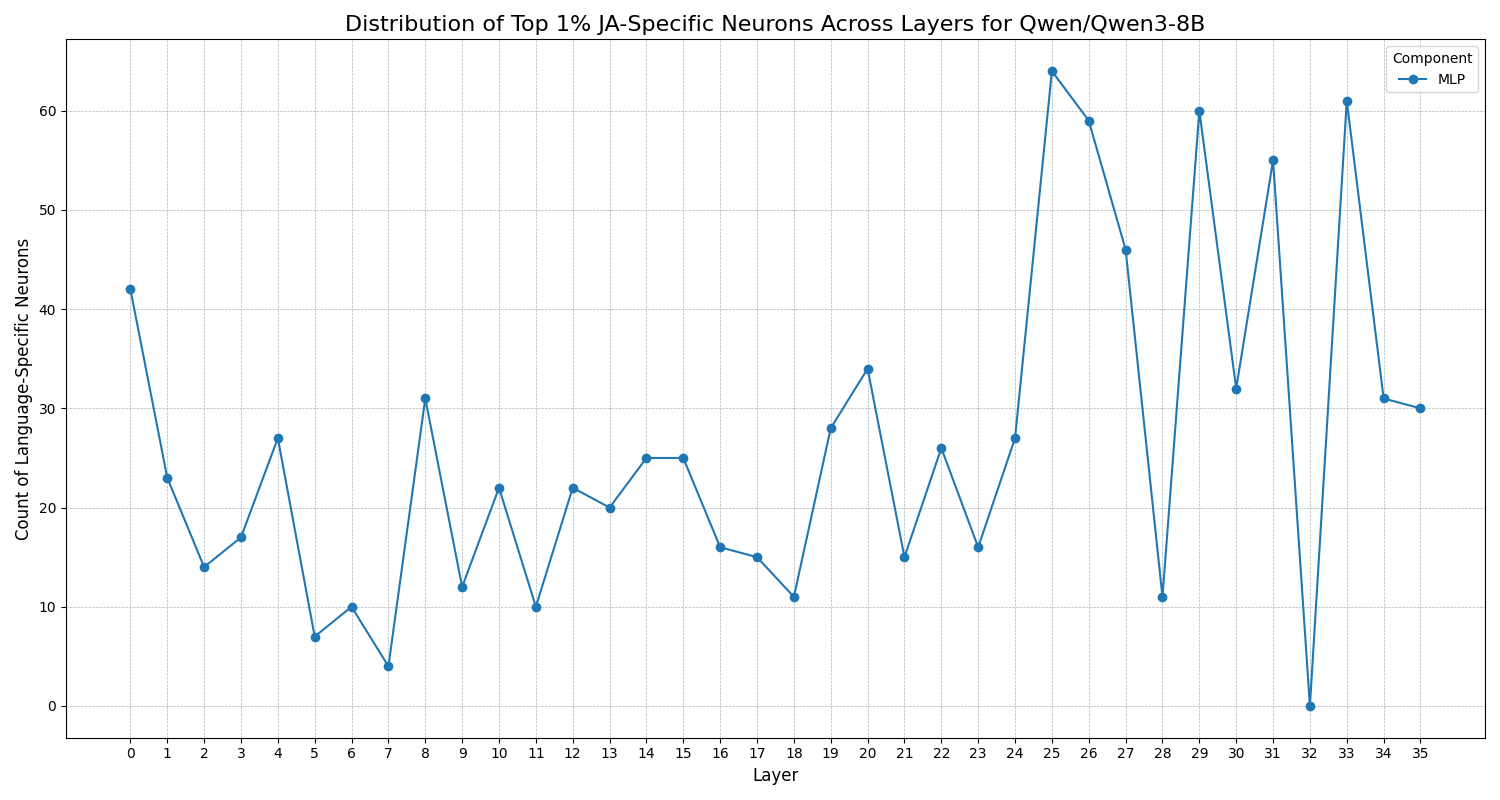 Distribution of Top 1% JA-Specific Neurons Across Layers for Qwen/Qwen3-8B
Component
MLP
Count of Language-Specific Neurons
60
50
40
30
20
10
0
0 1 2 3 4 5 6 7 8 9 10 11 12 13 14 15 16 17 18 19 20 21 22 23 24 25 26 27 28 29 30 31 32 33 34 35
Layer